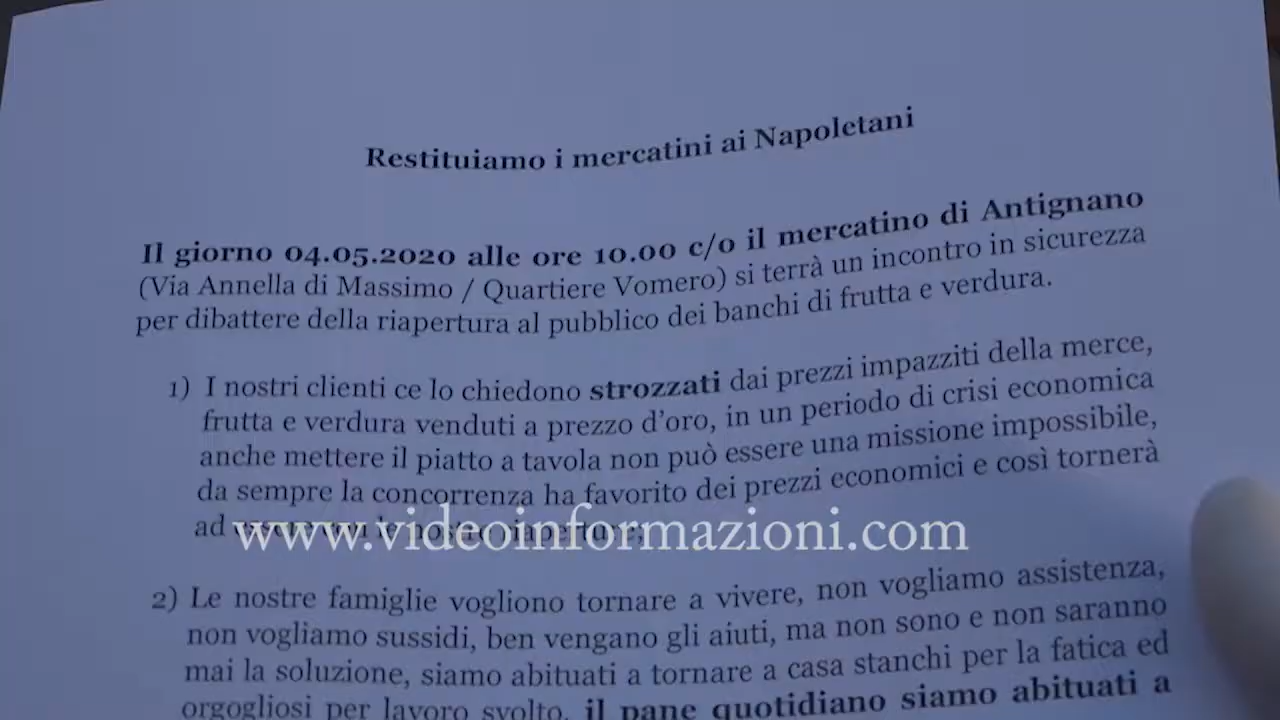 Restituiamo i mercatini ai Napoletani
Il giorno 04.05.2020 alle ore 10.00 c/o il mercatino di Antignano
(Via Annella di Massimo / Quartiere Vomero) si terrà un incontro in sicurezza
per dibattere della riapertura al pubblico dei banchi di frutta e verdura.
1) I nostri clienti ce lo chiedono strozzati dai prezzi impazziti della merce,
frutta e verdura venduti a prezzo d'oro, in un periodo di crisi economica
anche mettere il piatto a tavola non può essere una missione impossibile,
da sempre la concorrenza ha favorito dei prezzi economici e così tornerà
ad
www.videoinformazioni.com
2) Le nostre famiglie vogliono tornare a vivere, non vogliamo assistenza,
non vogliamo sussidi, ben vengano gli aiuti, ma non sono e non saranno
mai la soluzione, siamo abituati a tornare a casa stanchi per la fatica ed
orgogliosi per lavoro svolto, il pane quotidiano siamo abituati a